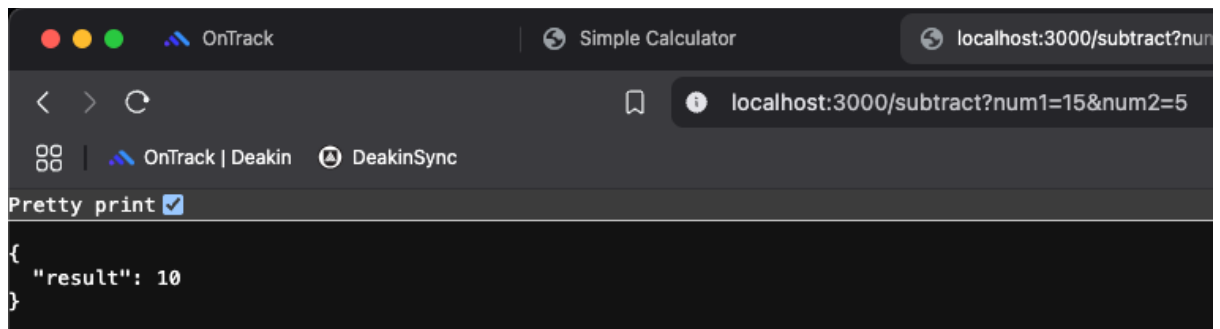 OnTrack Simple Calculator localhost:3000/subtract?num
localhost:3000/subtract?num1=15&num2=5
OnTrack | Deakin DeakinSync
Pretty print
{
"result": 10
}